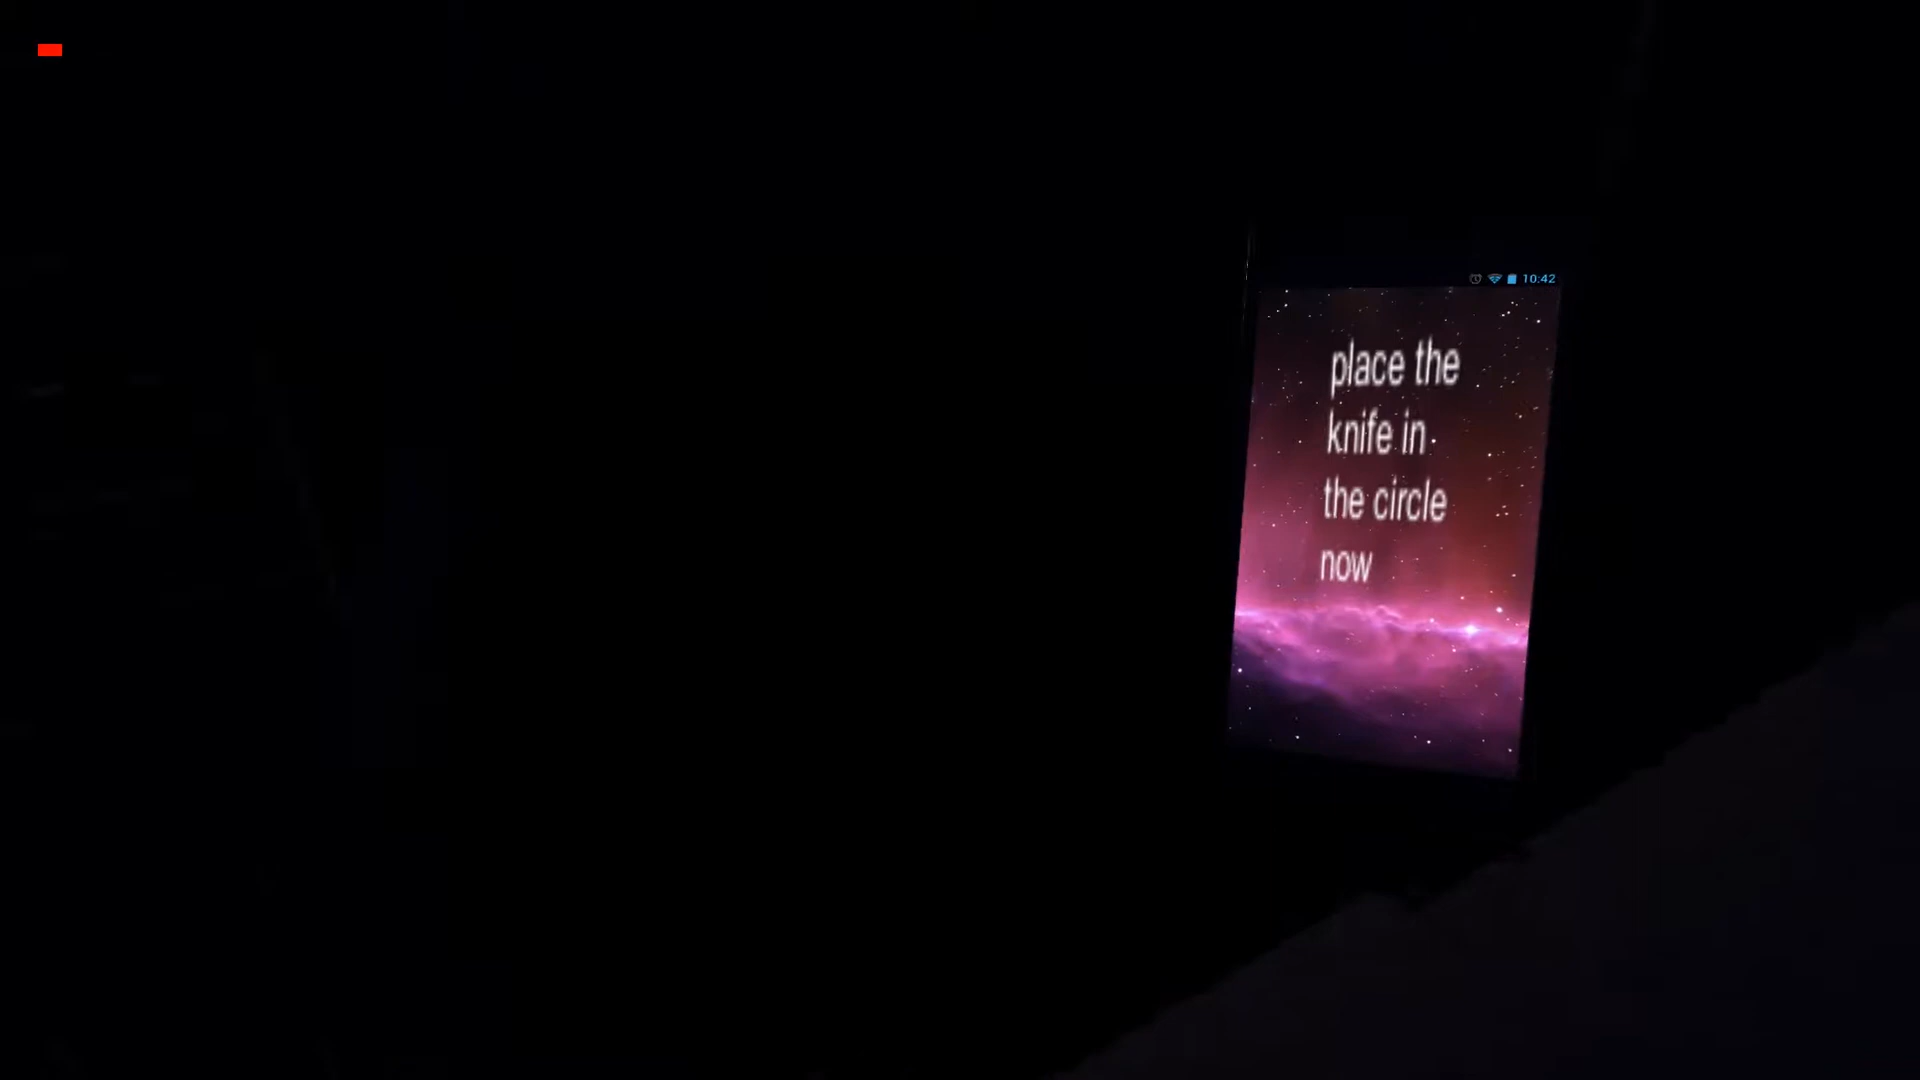 10:42
place the
knife in
the circle
now